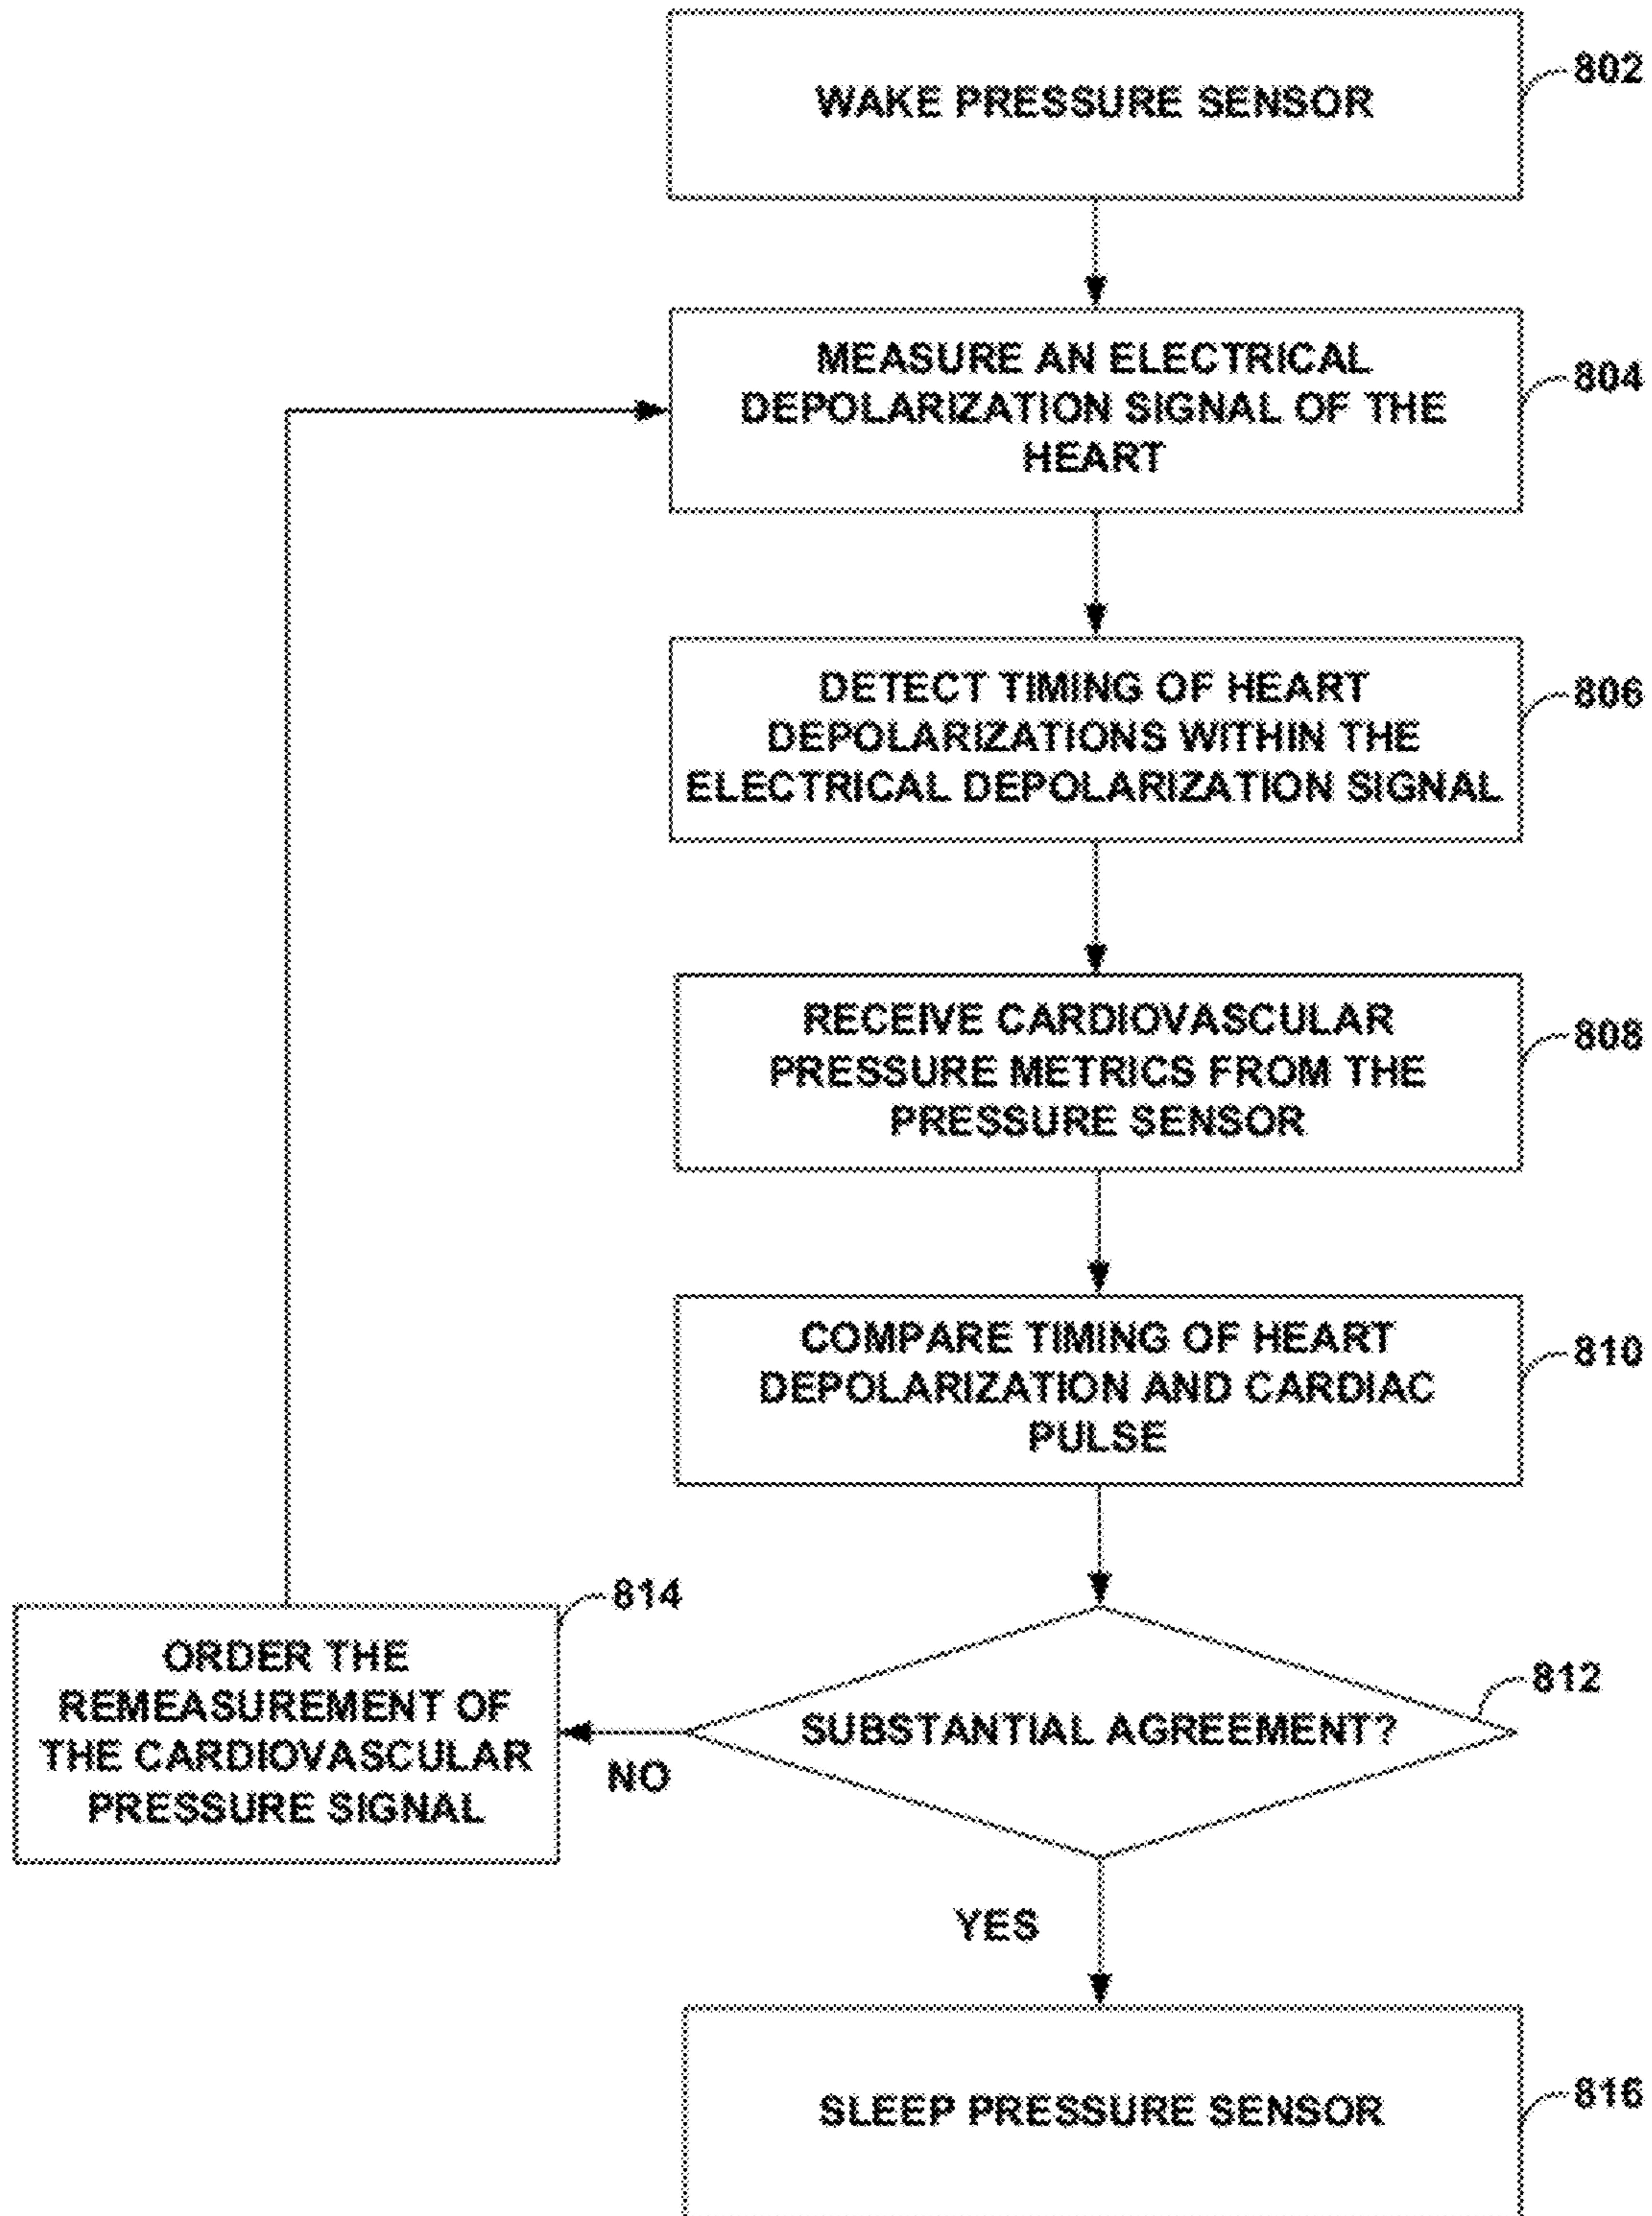 WAKE PRESSURE SENSOR
802
MEASURE AN ELECTRICAL
DEPOLARIZATION SIGNAL OF THE
HEART
804
DETECT TIMING OF HEART
DEPOLARIZATIONS WITHIN THE
ELECTRICAL DEPOLARIZATION SIGNAL
806
RECEIVE CARDIOVASCULAR
PRESSURE METRICS FROM THE
PRESSURE SENSOR
808
COMPARE TIMING OF HEART
DEPOLARIZATION AND CARDIAC
PULSE
810
SUBSTANTIAL AGREEMENT?
812
NO
ORDER THE
REMEASUREMENT OF
THE CARDIOVASCULAR
PRESSURE SIGNAL
814
YES
SLEEP PRESSURE SENSOR
816